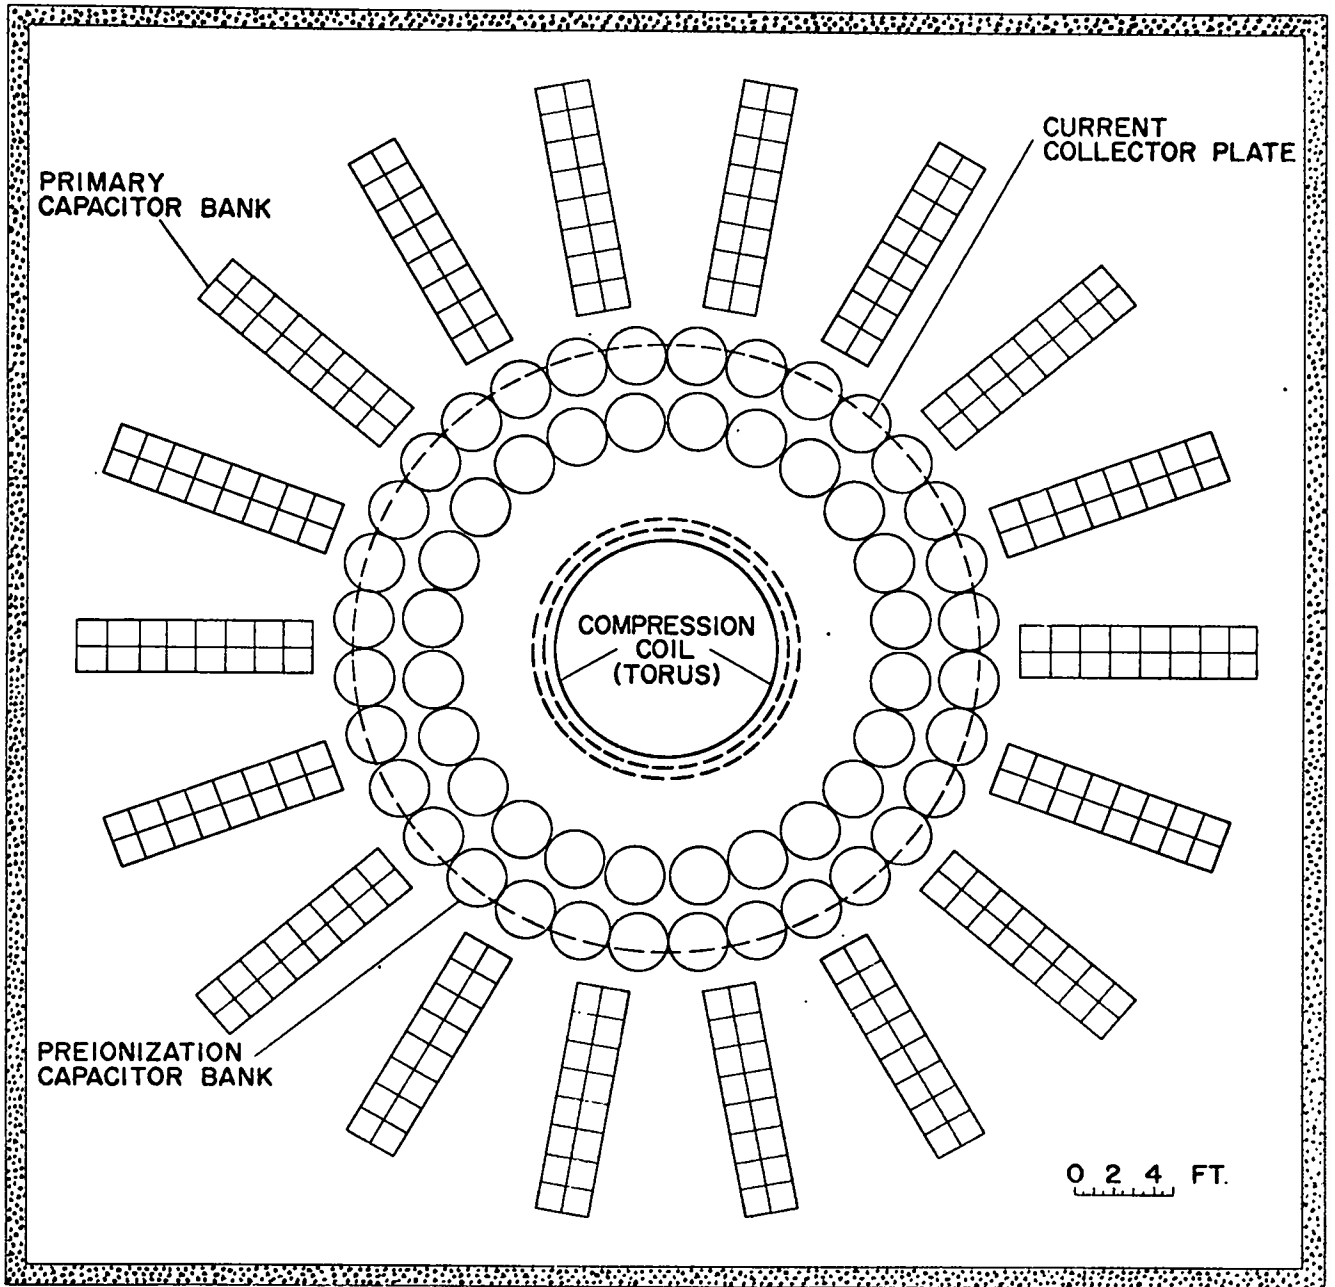 CURRENT
COLLECTOR PLATE
PRIMARY
CAPACITOR BANK
COMPRESSION
COIL
(TORUS)
PREIONIZATION
CAPACITOR BANK
0 2 4 FT.